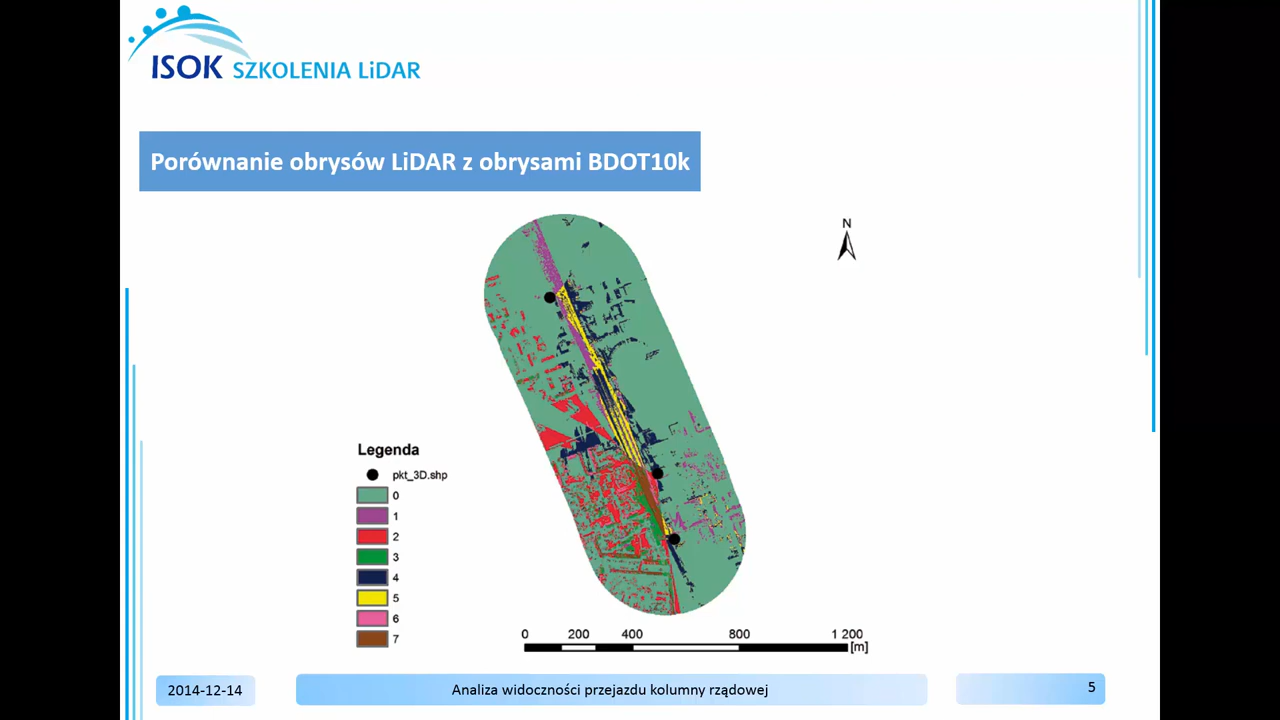 ISOK SZKOLENIA LiDAR
Porównanie obrysów LiDAR z obrysami BDOT10k
N
Legenda
pkt_3D.shp
0
1
2
3
4
5
6
7
0 200 400 800 1 200
[m]
2014-12-14
Analiza widoczności przejazdu kolumny rządowej
5